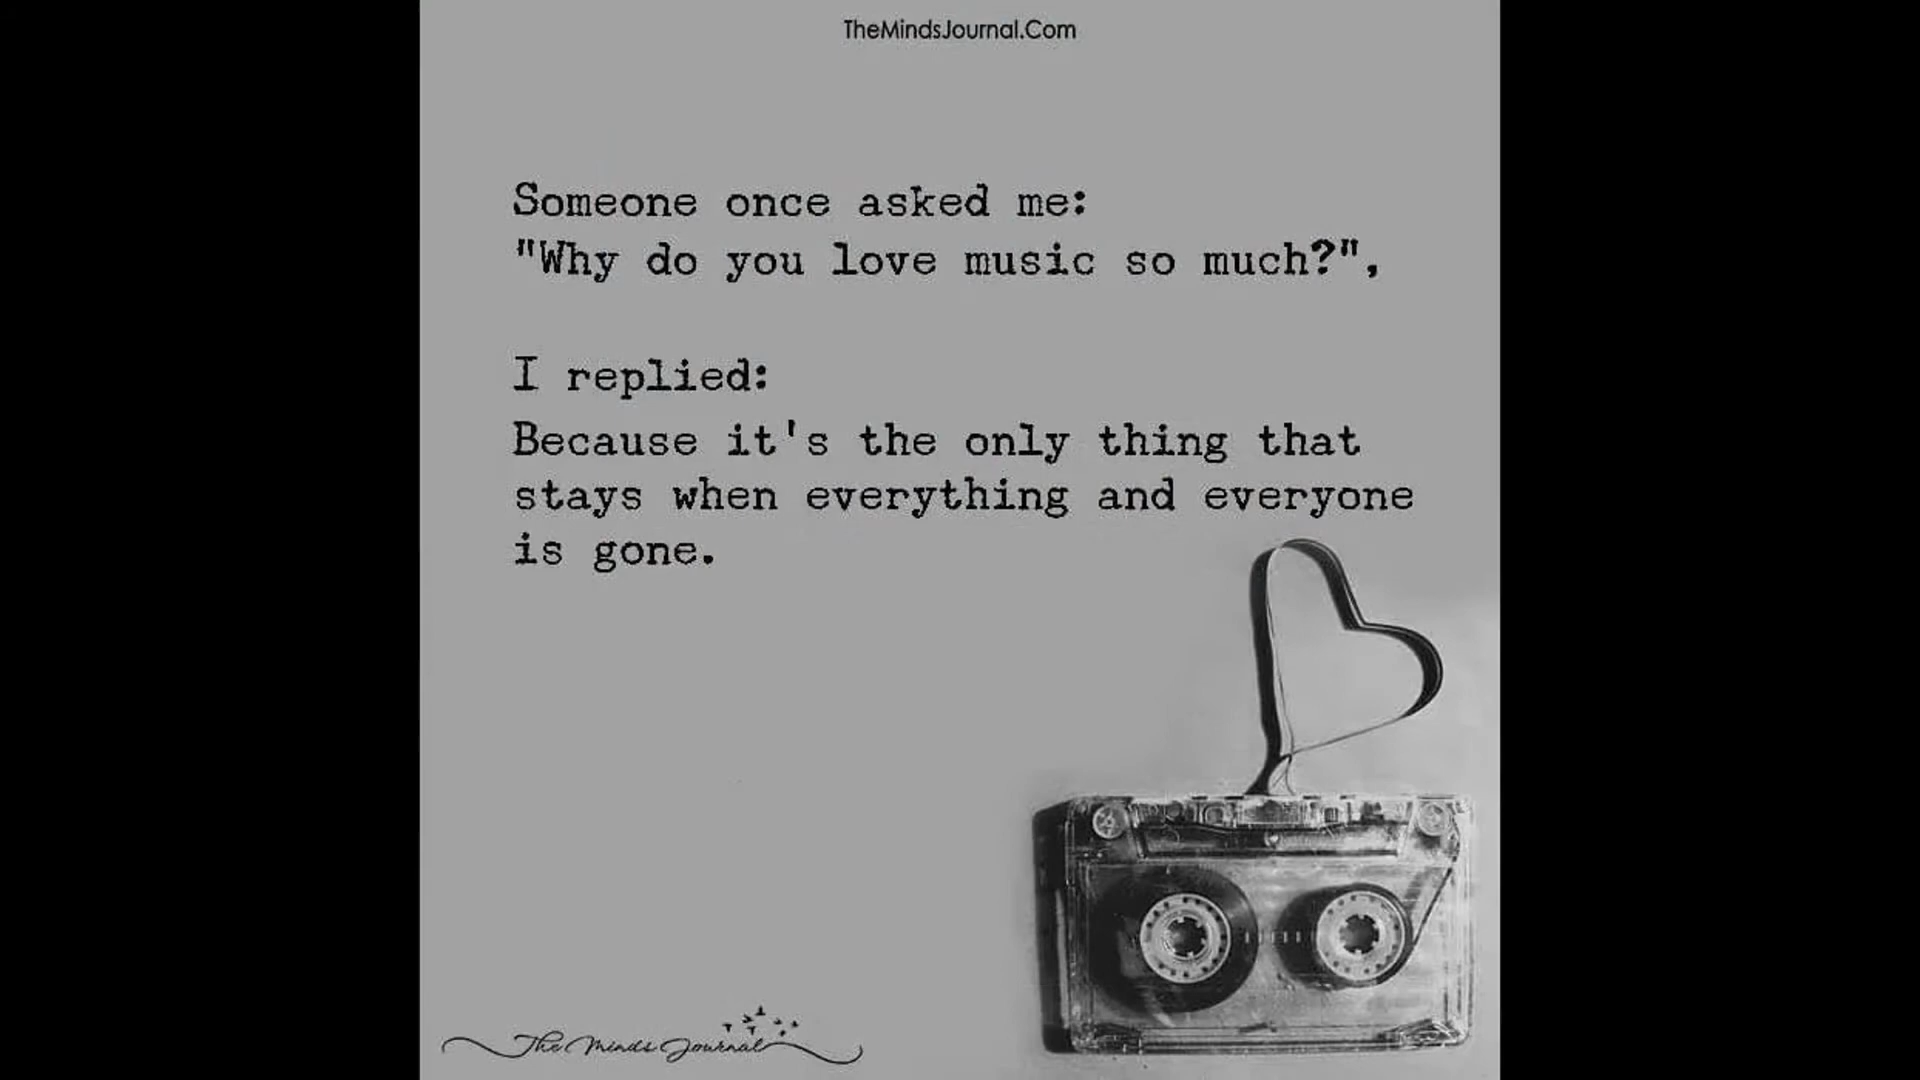 TheMindsJournal.Com
Someone once asked me:
"Why do you love music so much?",
I replied:
Because it's the only thing that
stays when everything and everyone
is gone.
The Minds Journal